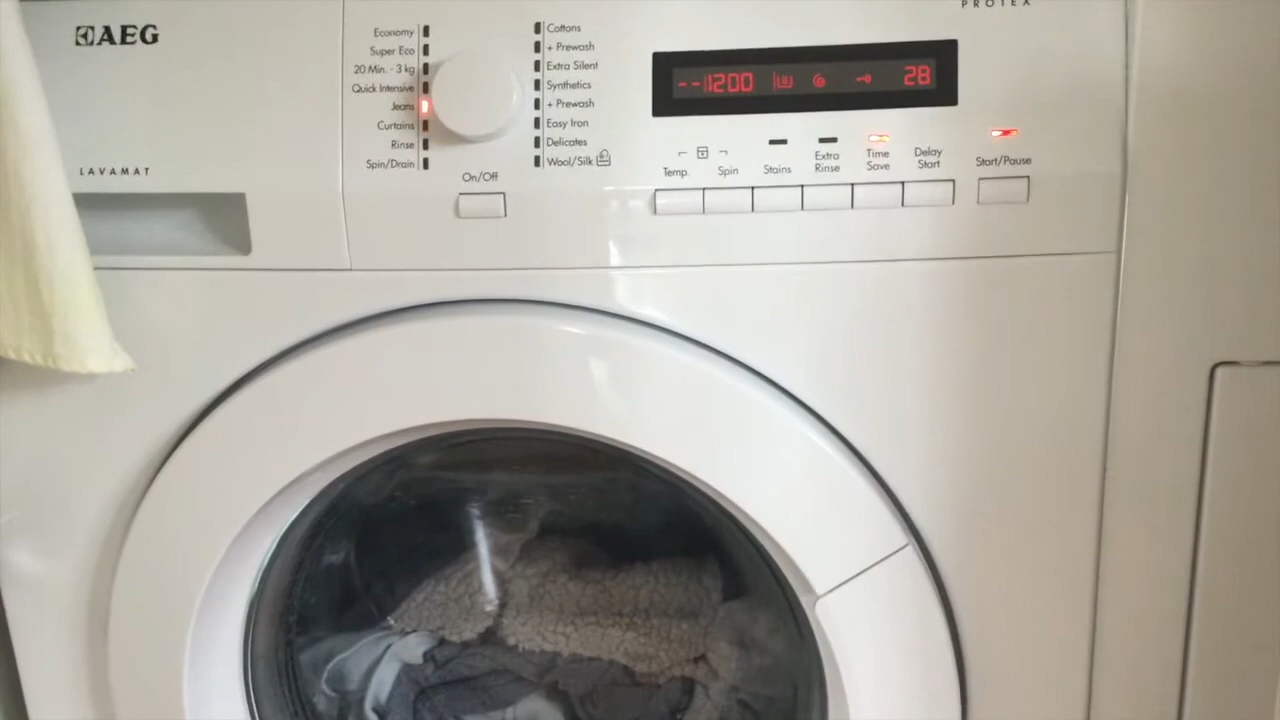 AEG
LAVAMAT
PROTEX
Economy
Super Eco
20 Min. - 3 kg
Quick Intensive
Jeans
Curtains
Rinse
Spin/Drain
Cottons
+ Prewash
Extra Silent
Synthetics
+ Prewash
Easy Iron
Delicates
Wool/Silk
On/Off
--1200 28
Temp.
Spin
Stains
Extra
Rinse
Time
Save
Delay
Start
Start/Pause